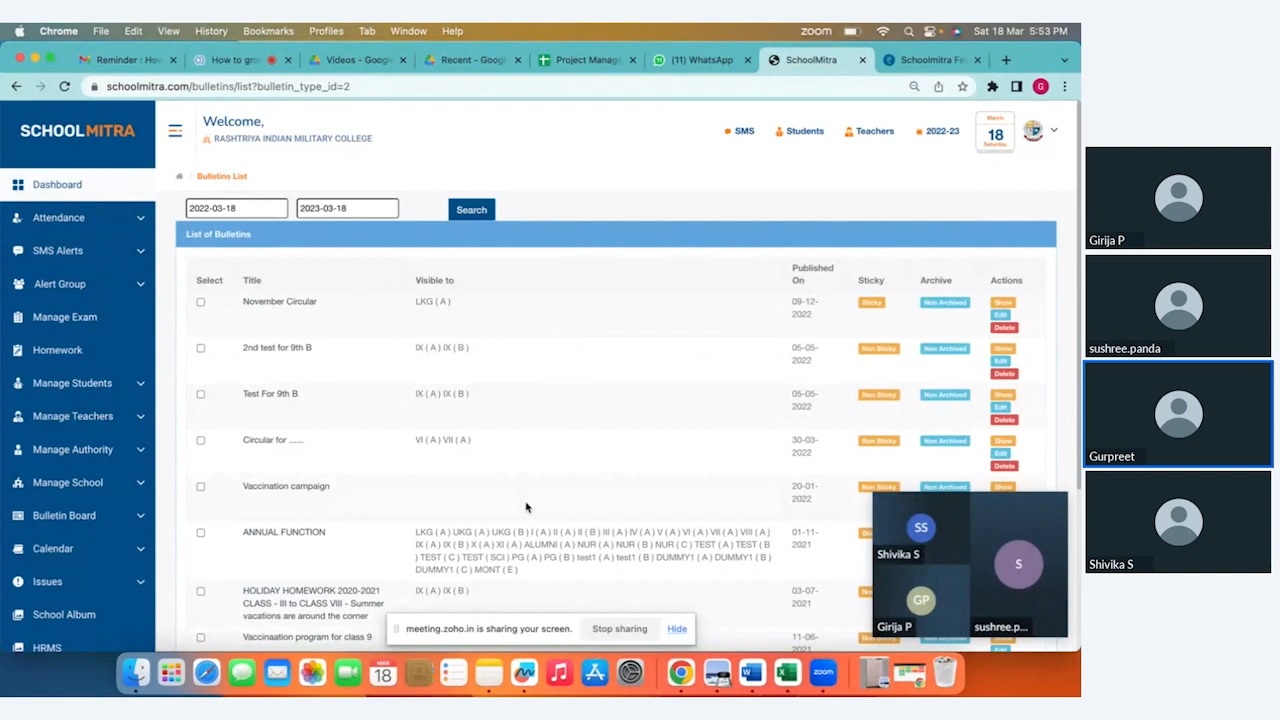 Chrome File Edit View History Bookmarks Profiles Tab Window Help zoom Sat 18 Mar 5:53 PM
Reminder : Ho How to gro Videos - Goog Recent - Googl Project Manag (11) WhatsApp SchoolMitra Schoolmitra Fe
schoolmitra.com/bulletins/list?bulletin_type_id=2 G
SCHOOLMITRA
Welcome,
RASHTRIYA INDIAN MILITARY COLLEGE
SMS Students Teachers 2022-23
March
18
Saturday
Bulletins List
2022-03-18 2023-03-18 Search
List of Bulletins
Dashboard
Attendance
SMS Alerts
Alert Group
Manage Exam
Homework
Manage Students
Manage Teachers
Manage Authority
Manage School
Bulletin Board
Calendar
Issues
School Album
HRMS
Select Title Visible to Published On Sticky Archive Actions
November Circular LKG ( A ) 09-12-2022 Sticky Non Archived Show
Edit
Delete
2nd test for 9th B IX ( A ) IX ( B ) 05-05-2022 Non Sticky Non Archived Show
Edit
Delete
Test For 9th B IX ( A ) IX ( B ) 05-05-2022 Non Sticky Non Archived Show
Edit
Delete
Circular for ...... VI ( A ) VII ( A ) 30-03-2022 Non Sticky Non Archived Show
Edit
Delete
Vaccination campaign 20-01-2022 Non Sticky Non Archived Show
ANNUAL FUNCTION 01-11-2021
LKG ( A ) UKG ( A ) UKG ( B ) I ( A ) II ( A ) II ( B ) III ( A ) IV ( A ) V ( A ) VI ( A ) VII ( A ) VIII ( A )
IX ( A ) IX ( B ) X ( A ) XI ( A ) ALUMNI ( A ) NUR ( A ) NUR ( B ) NUR ( C ) TEST ( A ) TEST ( B
) TEST ( C ) TEST ( SCI ) PG ( A ) PG ( B ) test1 ( A ) test1 ( B ) DUMMY1 ( A ) DUMMY1 ( B )
DUMMY1 ( C ) MONT ( E )
HOLIDAY HOMEWORK 2020-2021 IX ( A ) IX ( B ) 03-07-
CLASS - III to CLASS VIII - Summer 2021
vacations are around the corner
Vaccinaation program for class 9 11-06-
2021
meeting.zoho.in is sharing your screen. Stop sharing Hide
SS
Shivika S
GP
Girija P
S
sushree.p...
MAR
18
zoom
Girija P
sushree.panda
Gurpreet
Shivika S